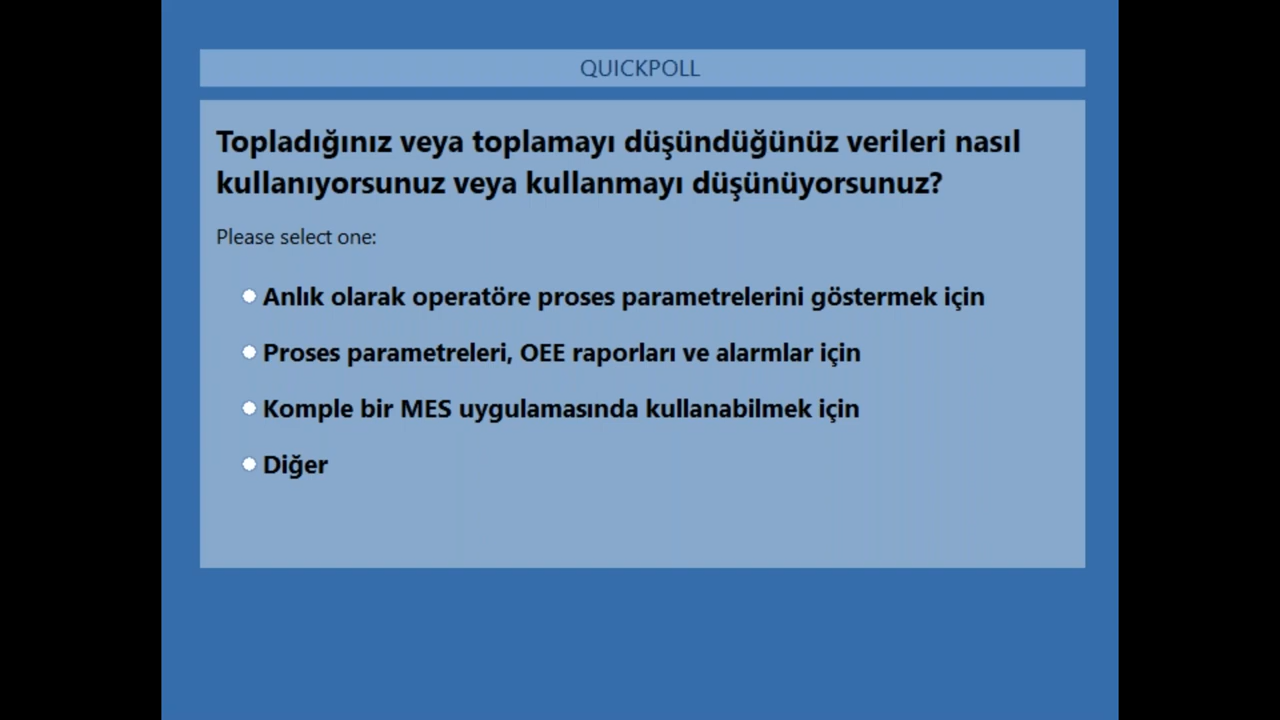 QUICKPOLL
Topladığınız veya toplamayı düşündüğünüz verileri nasıl
kullanıyorsunuz veya kullanmayı düşünüyorsunuz?
Please select one:
Anlık olarak operatöre proses parametrelerini göstermek için
Proses parametreleri, OEE raporları ve alarmlar için
Komple bir MES uygulamasında kullanabilmek için
Diğer